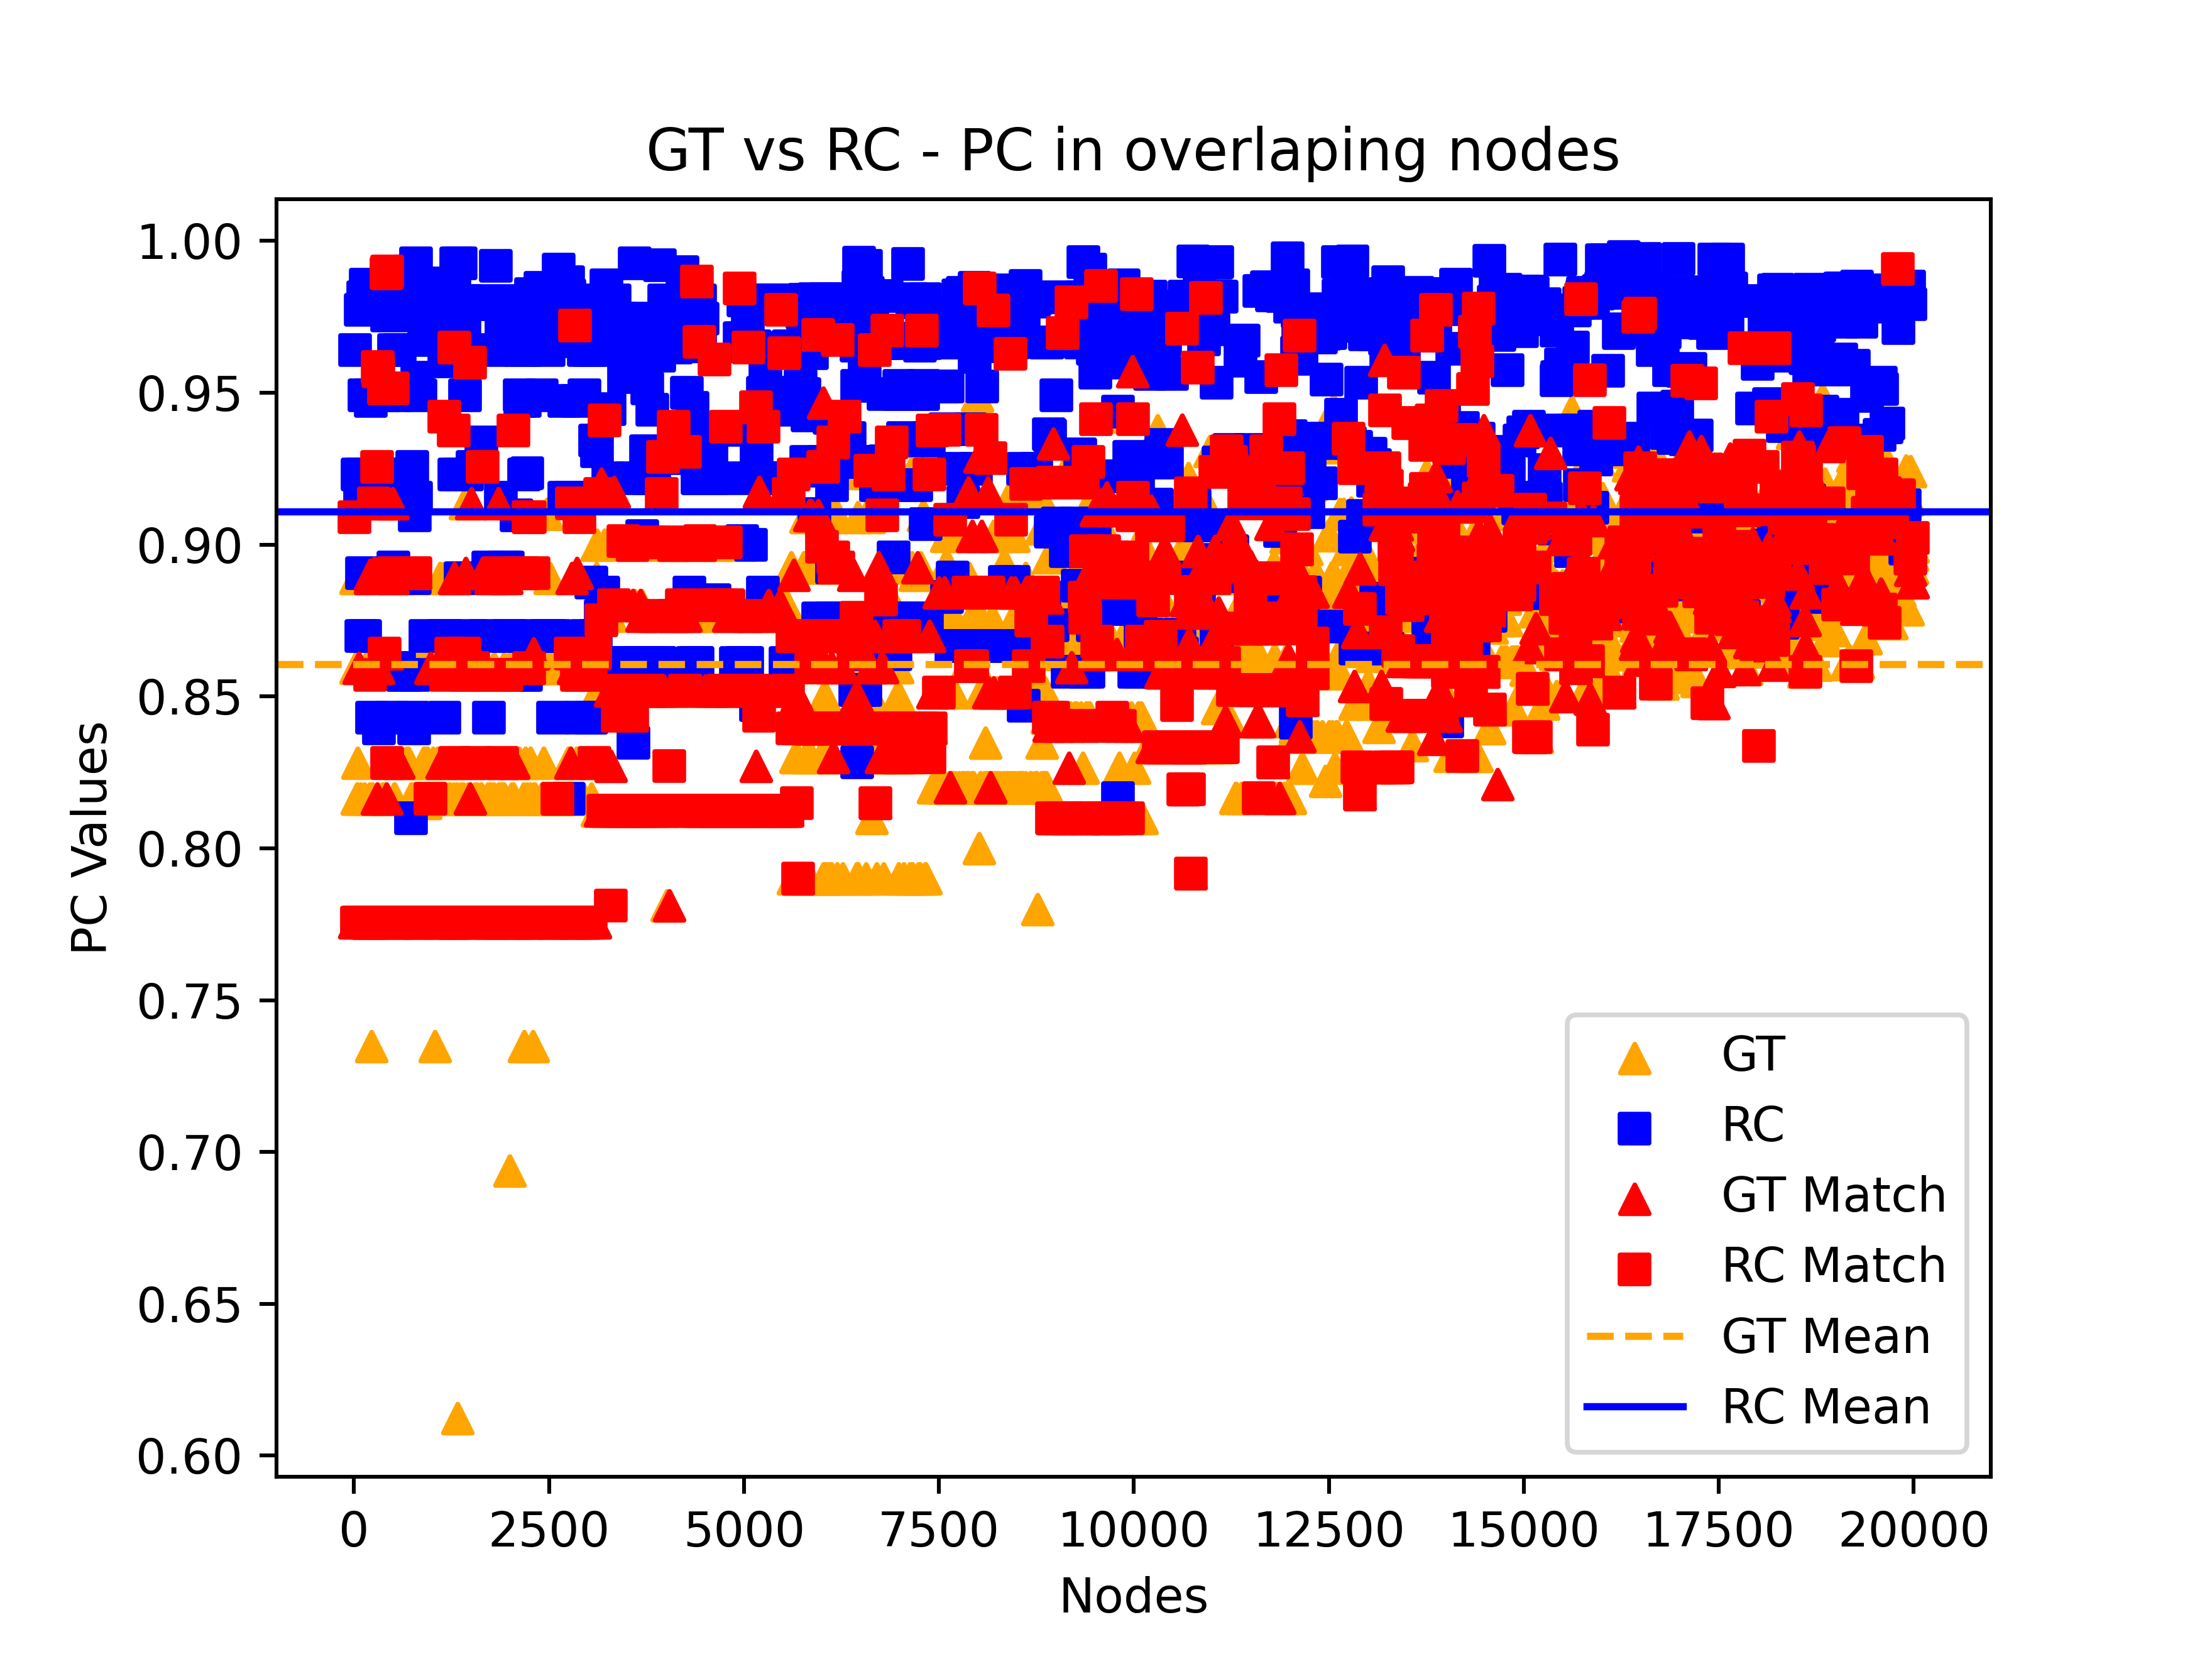 GT vs RC - PC in overlaping nodes
1.00
0.95
0.90
0.85
0.80
0.75
0.70
0.65
0.60
PC Values
GT
RC
GT Match
RC Match
GT Mean
RC Mean
0 2500 5000 7500 10000 12500 15000 17500 20000
Nodes